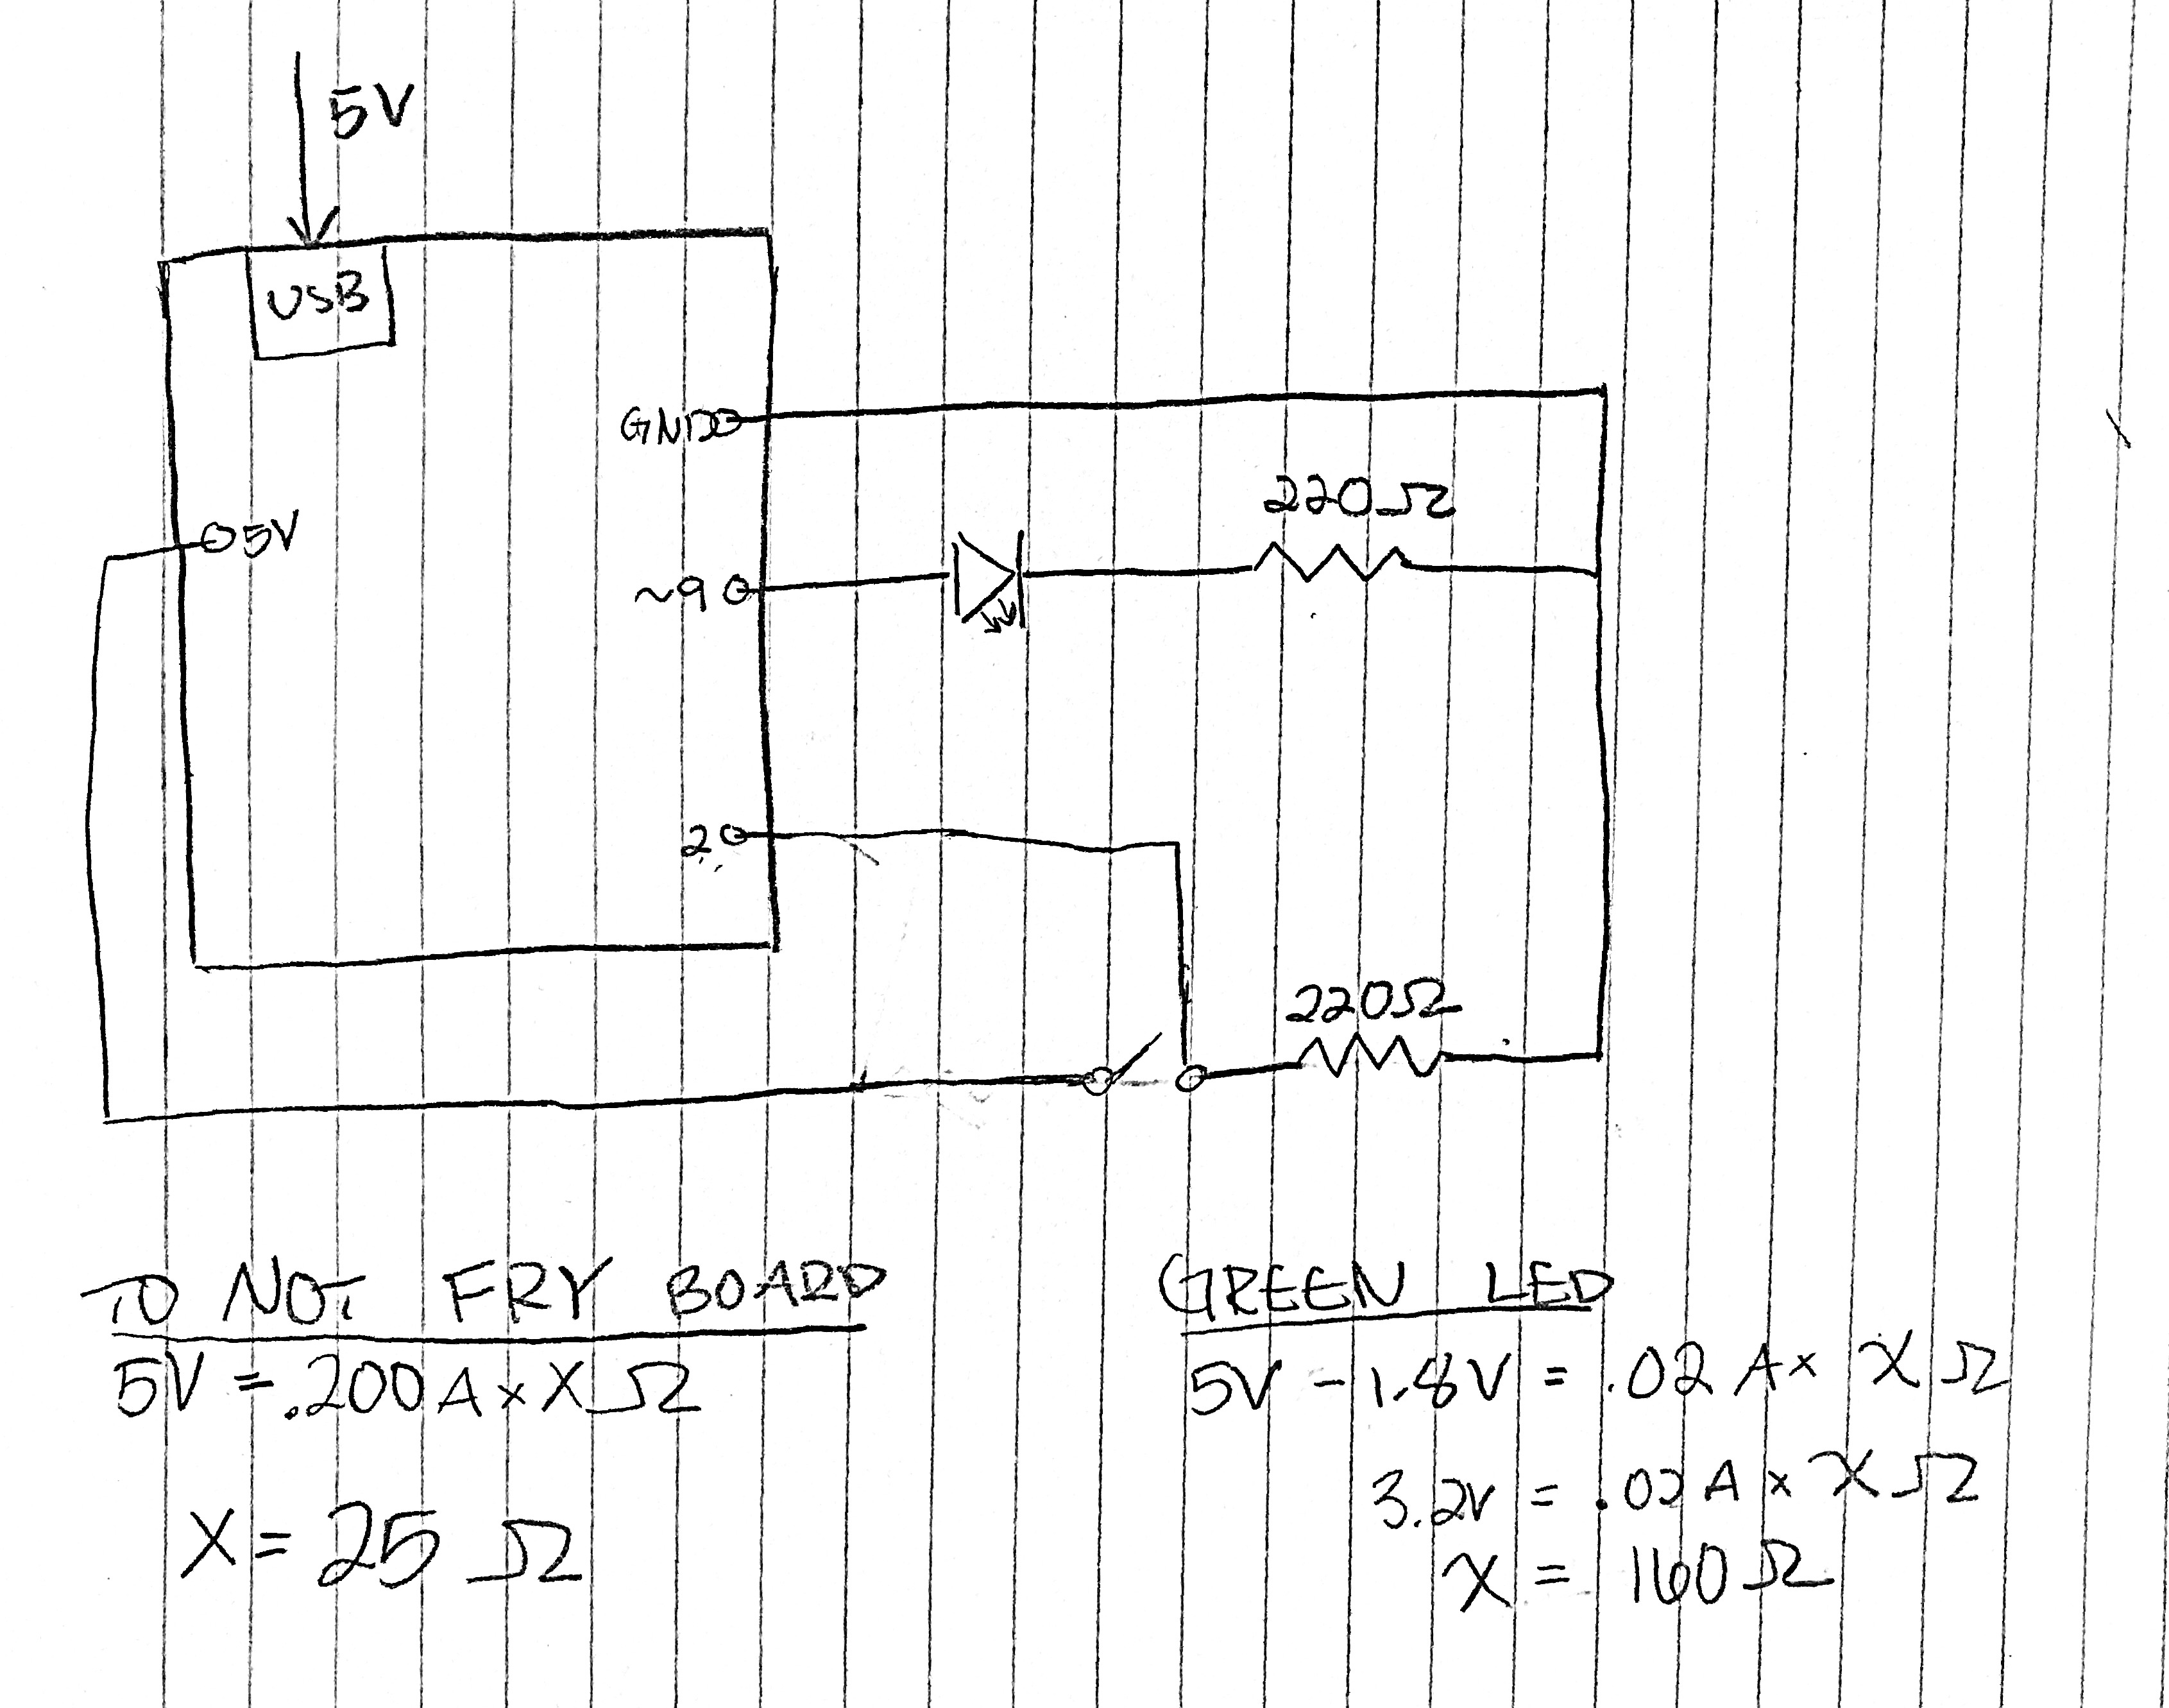 5V
USB
GND
220Ω
5V
~9
2
220Ω
TO NOT FRY BOARD
5V = .200 A x X Ω
X = 25 Ω
GREEN LED
5V - 1.8V = .02 A x X Ω
3.2V = .02 A x X Ω
X = 160 Ω